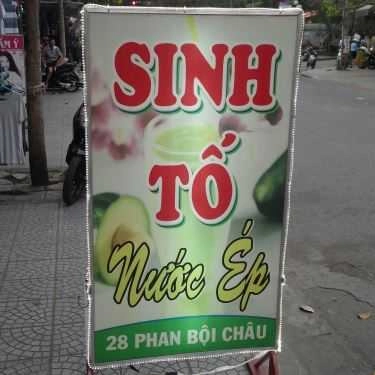 SINH
TỐ
Nước Ép
28 PHAN BỘI CHÂU